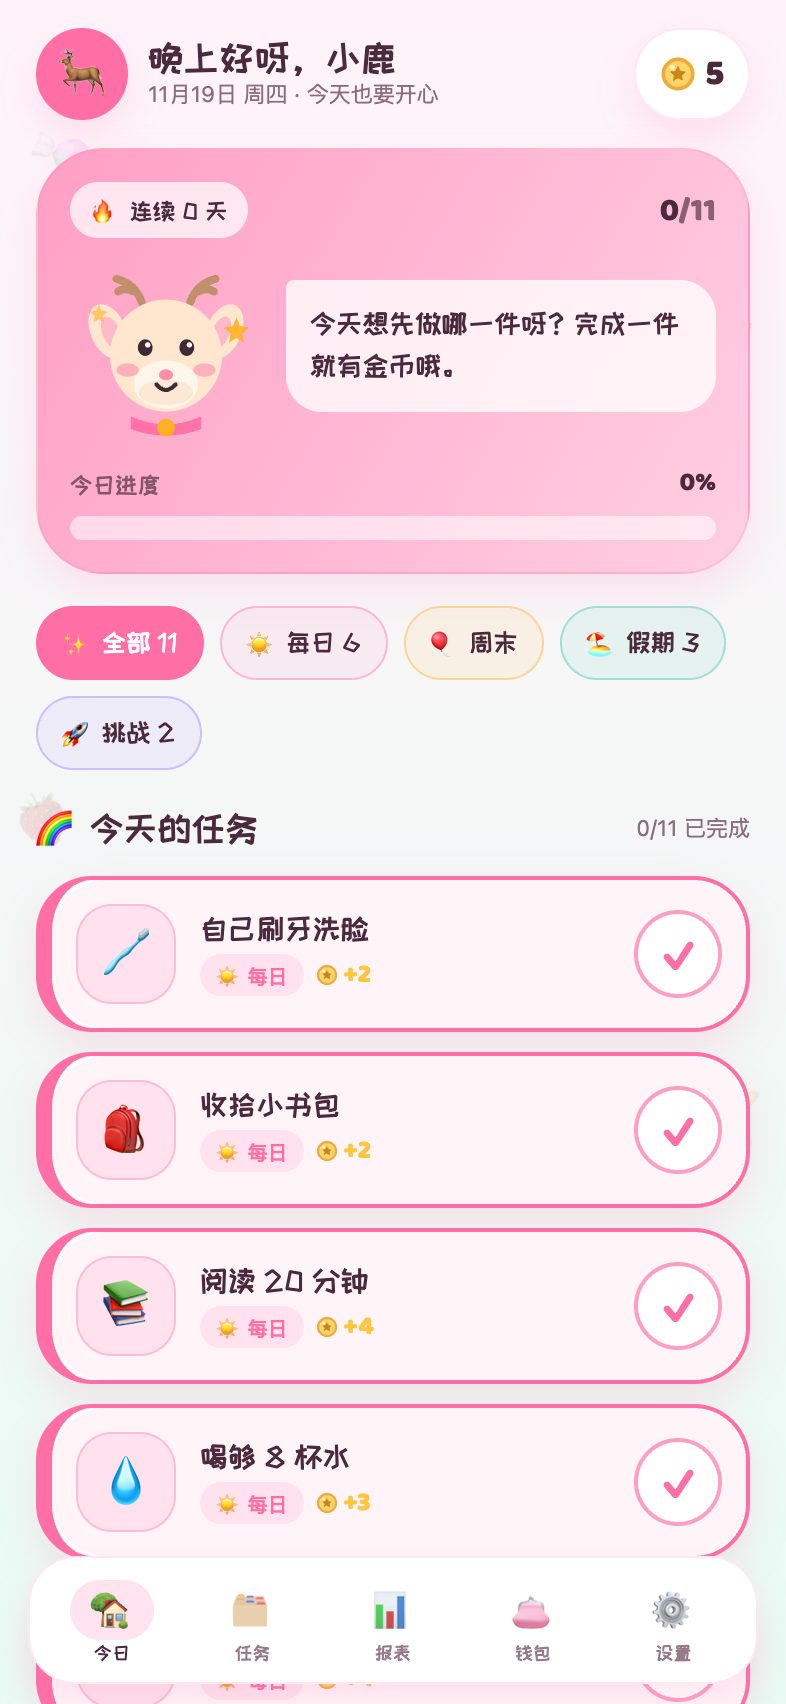 晚上好呀，小鹿
11月19日 周四 · 今天也要开心
5
连续 0 天
0/11
今天想先做哪一件呀？完成一件
就有金币哦。
今日进度
0%
全部 11
每日 6
周末
假期 3
挑战 2
今天的任务
0/11 已完成
自己刷牙洗脸
每日 +2
收拾小书包
每日 +2
阅读 20 分钟
每日 +4
喝够 8 杯水
每日 +3
今日
任务
报表
钱包
设置
每日